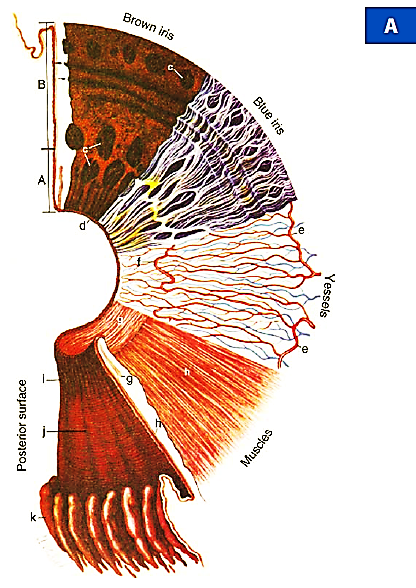 A
Brown iris
c
B
Blue iris
c
A
d
e
f
Vessels
g
e
i
g
h
h
Posterior surface
j
Muscles
k